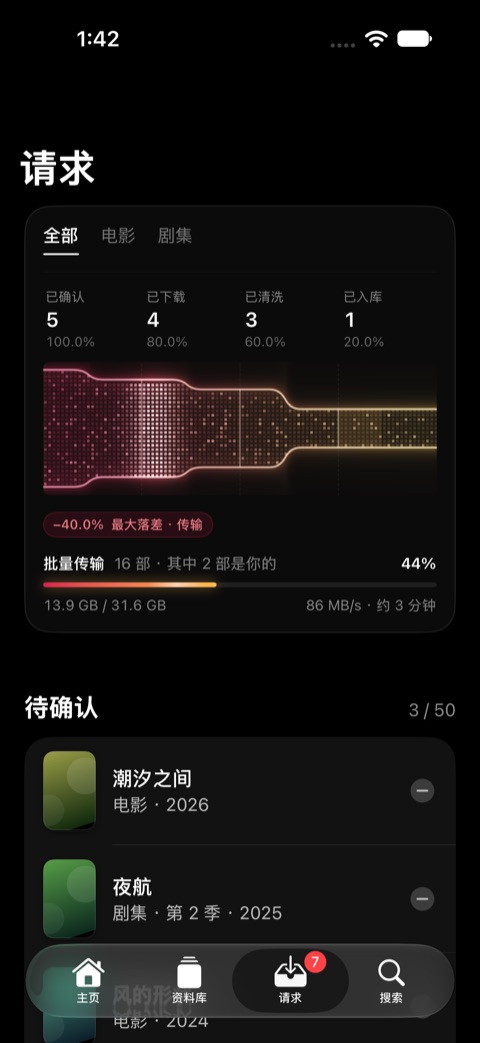 1:42
请求
全部 电影 剧集
已确认 已下载 已清洗 已入库
5 4 3 1
100.0% 80.0% 60.0% 20.0%
−40.0% 最大落差 · 传输
批量传输 16 部 · 其中 2 部是你的 44%
13.9 GB / 31.6 GB 86 MB/s · 约 3 分钟
待确认 3 / 50
潮汐之间
电影 · 2026
夜航
剧集 · 第 2 季 · 2025
风的形
7
主页 资料库 请求 搜索
电影 · 2024